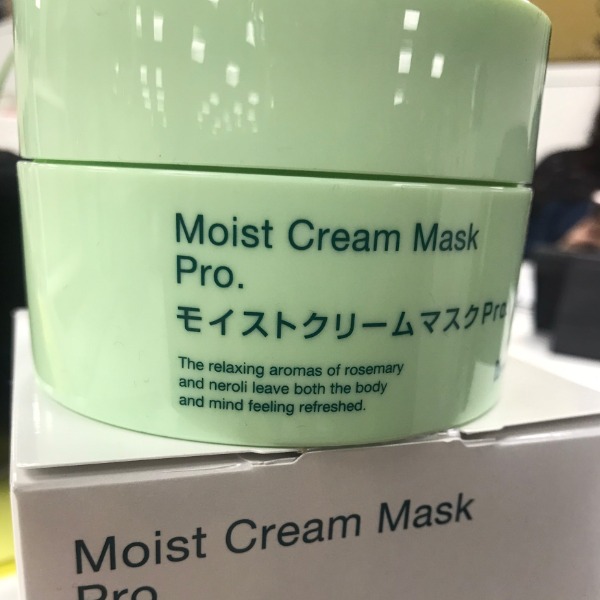 Moist Cream Mask
Pro.
モイストクリームマスクPro
The relaxing aromas of rosemary
and neroli leave both the body
and mind feeling refreshed.
Moist Cream Mask
Pro